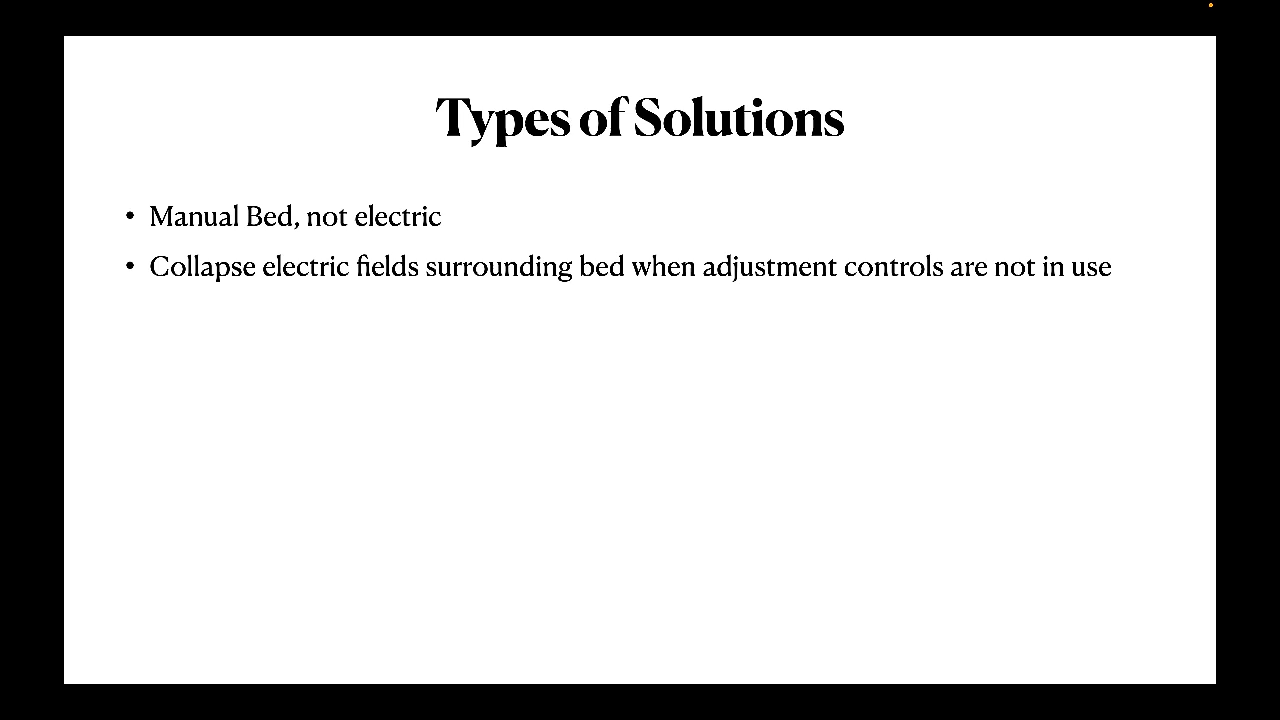 Types of Solutions
• Manual Bed, not electric
• Collapse electric fields surrounding bed when adjustment controls are not in use